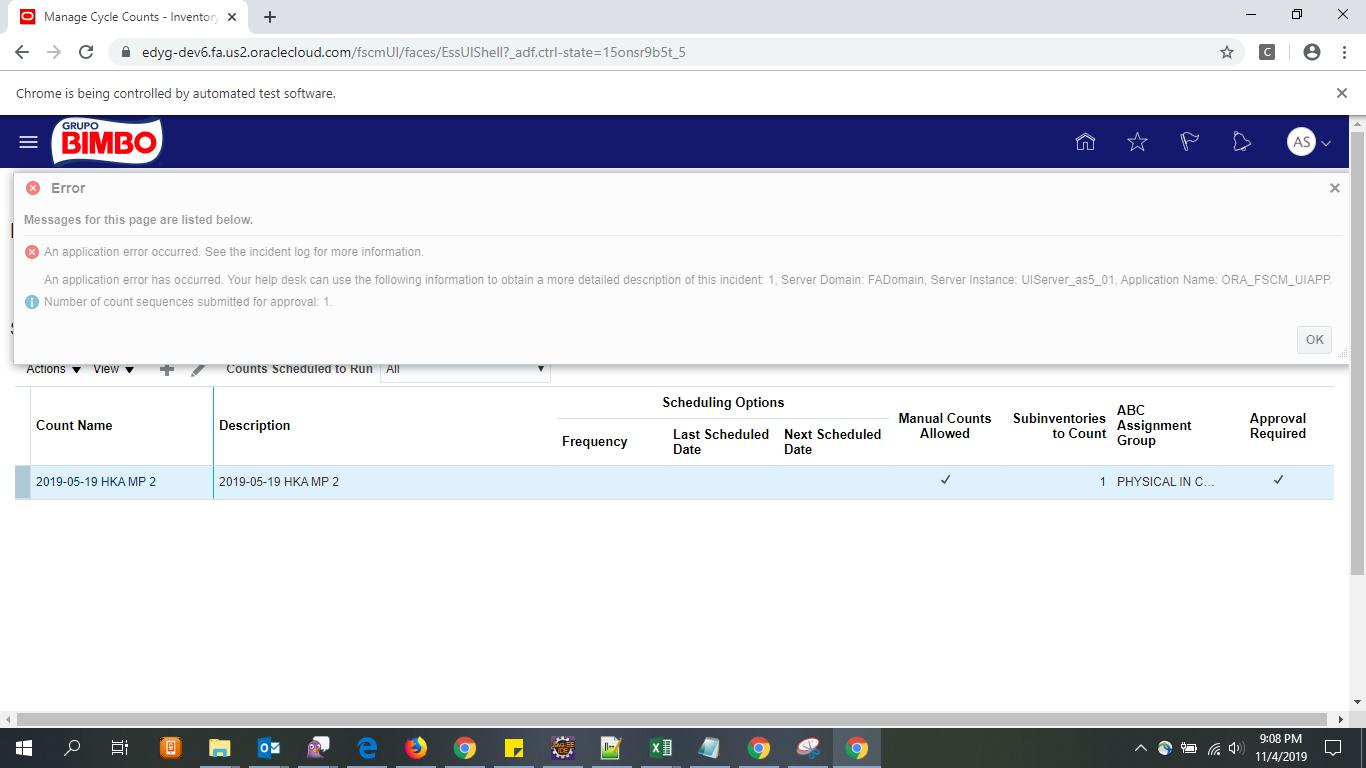 Manage Cycle Counts - Inventory
edyg-dev6.fa.us2.oraclecloud.com/fscmUI/faces/EssUIShell?_adf.ctrl-state=15onsr9b5t_5
C
Chrome is being controlled by automated test software.
GRUPO
BIMBO
AS
Error
Messages for this page are listed below.
An application error occurred. See the incident log for more information.
An application error has occurred. Your help desk can use the following information to obtain a more detailed description of this incident: 1, Server Domain: FADomain, Server Instance: UIServer_as5_01, Application Name: ORA_FSCM_UIAPP.
Number of count sequences submitted for approval: 1.
OK
Actions View Counts Scheduled to Run All
Scheduling Options
Count Name Description Frequency Last Scheduled Date Next Scheduled Date Manual Counts Allowed Subinventories to Count ABC Assignment Group Approval Required
2019-05-19 HKA MP 2 2019-05-19 HKA MP 2 1 PHYSICAL IN C...
9:08 PM
11/4/2019